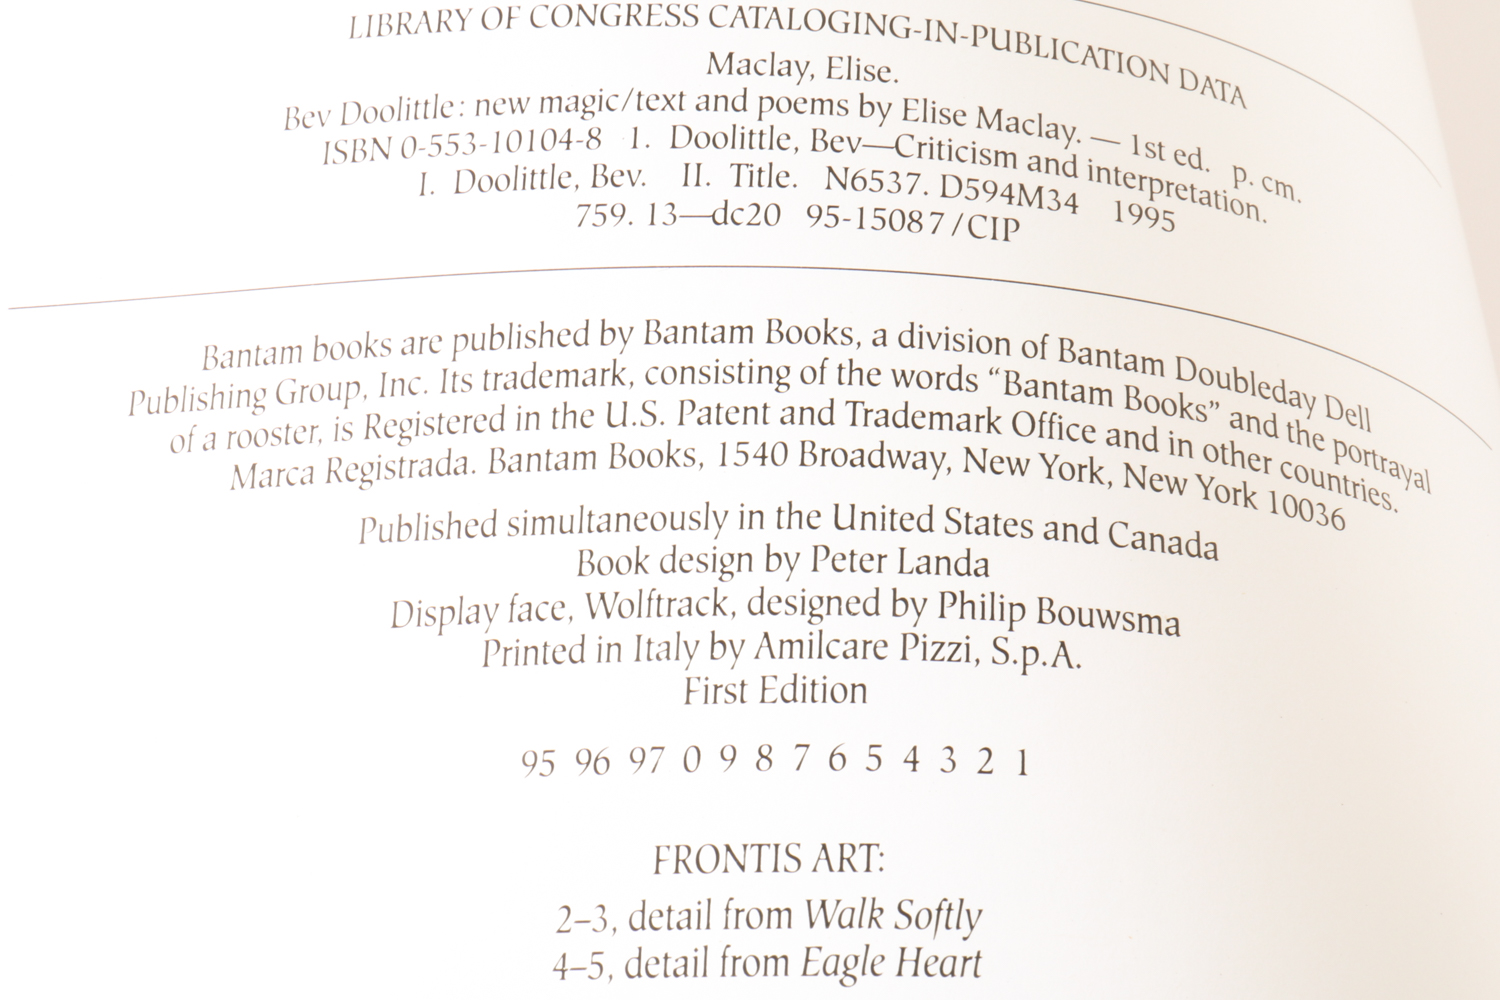 LIBRARY OF CONGRESS CATALOGING-IN-PUBLICATION DATA
Maclay, Elise.
Bev Doolittle: new magic/text and poems by Elise Maclay. — 1st ed. p. cm.
ISBN 0-553-10104-8 1. Doolittle, Bev—Criticism and interpretation.
I. Doolittle, Bev. II. Title. N6537. D594M34 1995
759. 13—dc20 95-15087/CIP
Bantam books are published by Bantam Books, a division of Bantam Doubleday Dell
Publishing Group, Inc. Its trademark, consisting of the words “Bantam Books” and the portrayal
of a rooster, is Registered in the U.S. Patent and Trademark Office and in other countries.
Marca Registrada. Bantam Books, 1540 Broadway, New York, New York 10036
Published simultaneously in the United States and Canada
Book design by Peter Landa
Display face, Wolftrack, designed by Philip Bouwsma
Printed in Italy by Amilcare Pizzi, S.p.A.
First Edition
95 96 97 0 9 8 7 6 5 4 3 2 1
FRONTIS ART:
2–3, detail from Walk Softly
4–5, detail from Eagle Heart